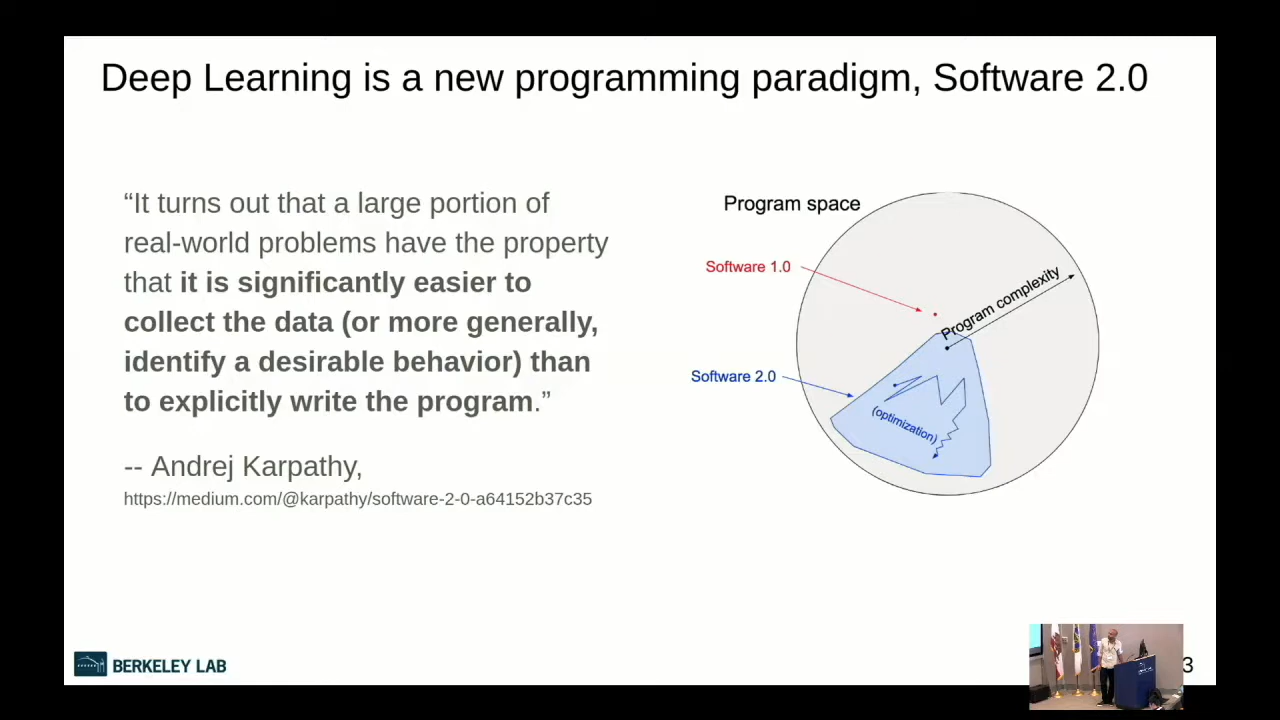 Deep Learning is a new programming paradigm, Software 2.0
“It turns out that a large portion of
real-world problems have the property
that it is significantly easier to
collect the data (or more generally,
identify a desirable behavior) than
to explicitly write the program.”
-- Andrej Karpathy,
https://medium.com/@karpathy/software-2-0-a64152b37c35
Program space
Software 1.0
Program complexity
Software 2.0
(optimization)
BERKELEY LAB
3